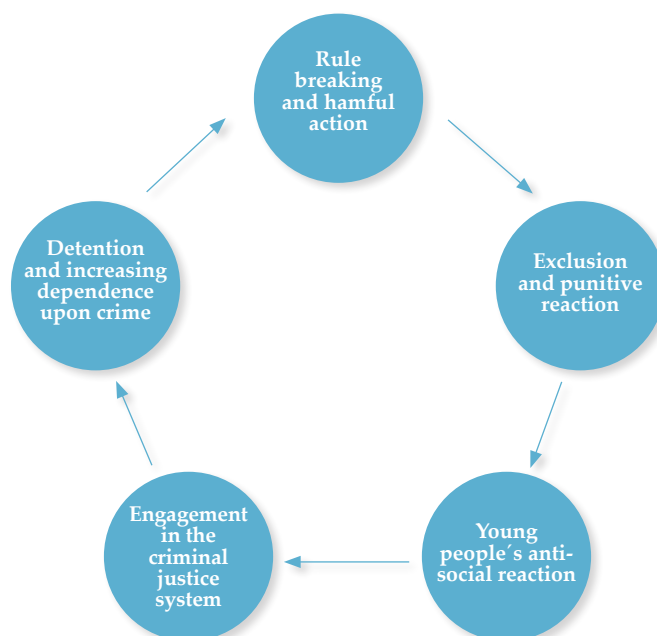 Rule
breaking
and hamful
action
Exclusion
and punitive
reaction
Young
people´s anti-
social reaction
Engagement
in the
criminal
justice
system
Detention
and increasing
dependence
upon crime